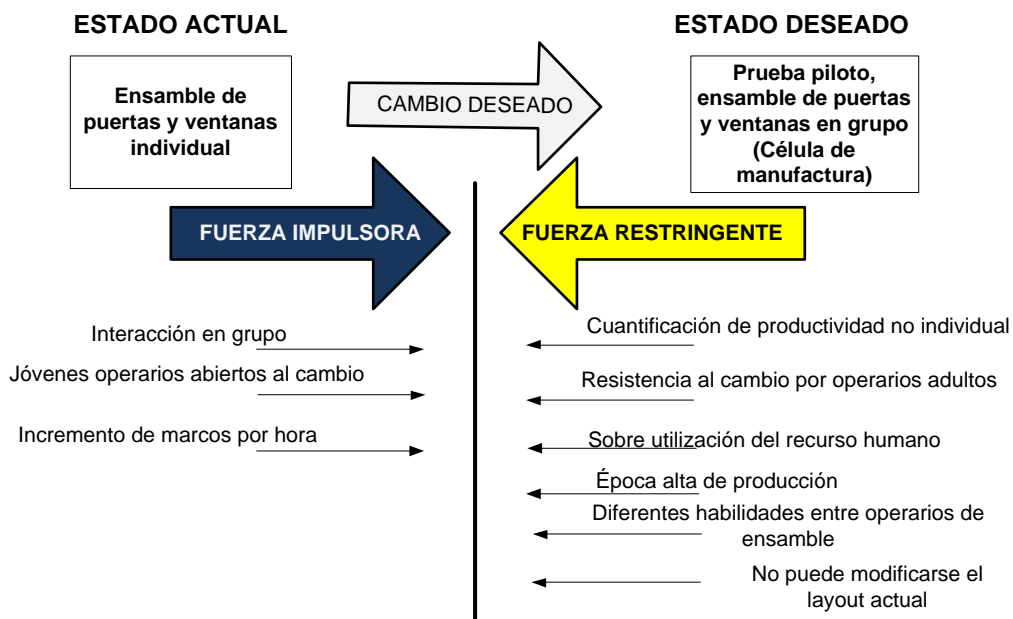 ESTADO ACTUAL
ESTADO DESEADO
Ensamble de
puertas y ventanas
individual
CAMBIO DESEADO
Prueba piloto,
ensamble de puertas
y ventanas en grupo
(Célula de
manufactura)
FUERZA IMPULSORA
FUERZA RESTRINGENTE
Interacción en grupo
Jóvenes operarios abiertos al cambio
Incremento de marcos por hora
Cuantificación de productividad no individual
Resistencia al cambio por operarios adultos
Sobre utilización del recurso humano
Época alta de producción
Diferentes habilidades entre operarios de
ensamble
No puede modificarse el
layout actual